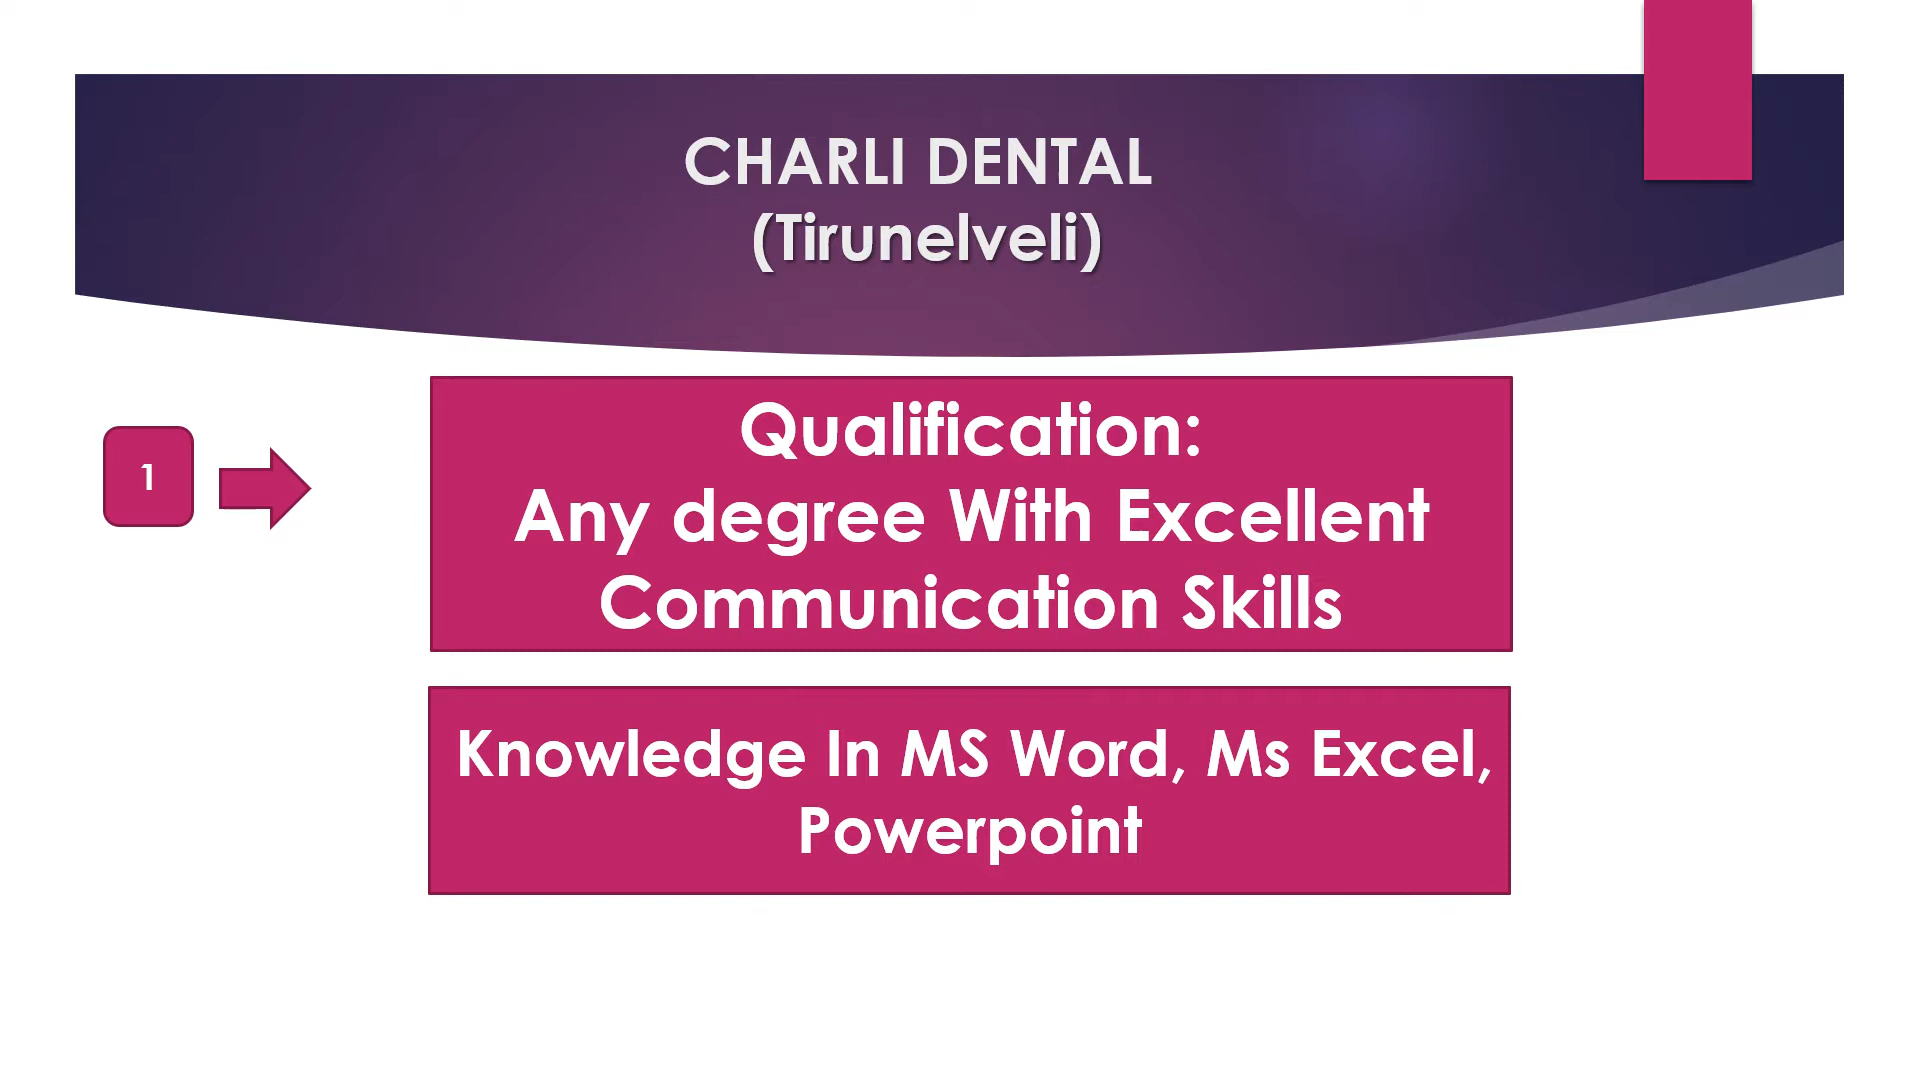 CHARLI DENTAL
(Tirunelveli)
1
Qualification:
Any degree With Excellent
Communication Skills
Knowledge In MS Word, Ms Excel,
Powerpoint